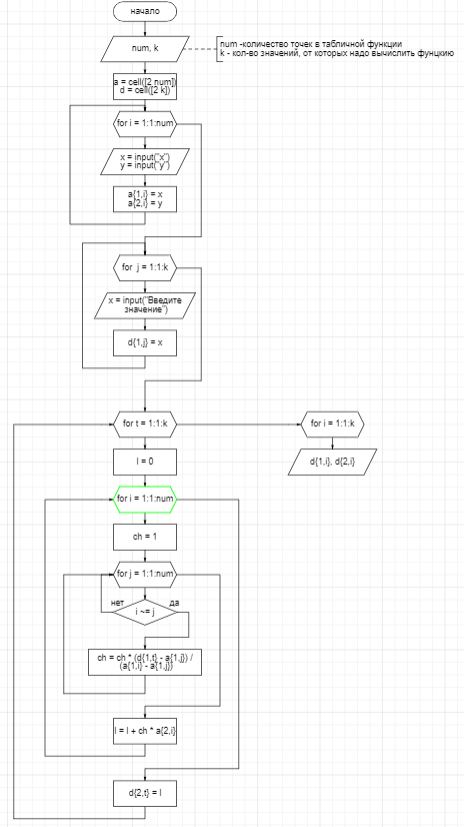 начало
num, k
num -количество точек в табличной функции
k - кол-во значений, от которых надо вычислить фунцкию
a = cell([2 num])
d = cell([2 k])
for i = 1:1:num
x = input("x")
y = input("y")
a{1,i} = x
a{2,i} = y
for j = 1:1:k
x = input("Введите
значение")
d{1,j} = x
for t = 1:1:k
for i = 1:1:k
l = 0
d{1,i}, d{2,i}
for i = 1:1:num
ch = 1
for j = 1:1:num
нет
да
i ~= j
ch = ch * (d{1,t} - a{1,j}) /
(a{1,i} - a{1,j})
l = l + ch * a{2,i}
d{2,t} = l